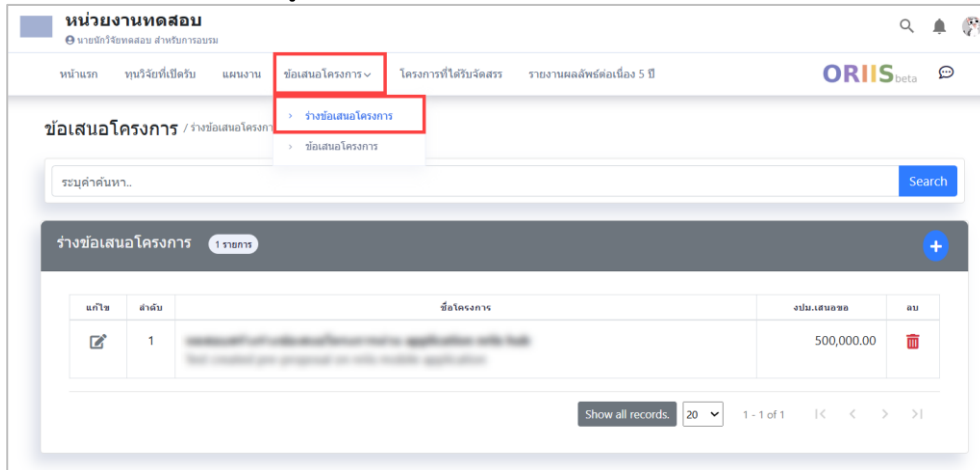 หน่วยงานทดสอบ
นายนักวิจัยทดสอบ สำหรับการอบรม
หน้าแรก ทุนวิจัยที่เปิดรับ แผนงาน ข้อเสนอโครงการ โครงการที่ได้รับจัดสรร รายงานผลลัพธ์ต่อเนื่อง 5 ปี ORIIS beta
ร่างข้อเสนอโครงการ
ข้อเสนอโครงการ / ร่างข้อเสนอโครงกา
ข้อเสนอโครงการ
ระบุคำค้นหา.. Search
ร่างข้อเสนอโครงการ 1 รายการ
แก้ไข ลำดับ ชื่อโครงการ งปม.เสนอขอ ลบ
1 500,000.00
Show all records. 20 1 - 1 of 1